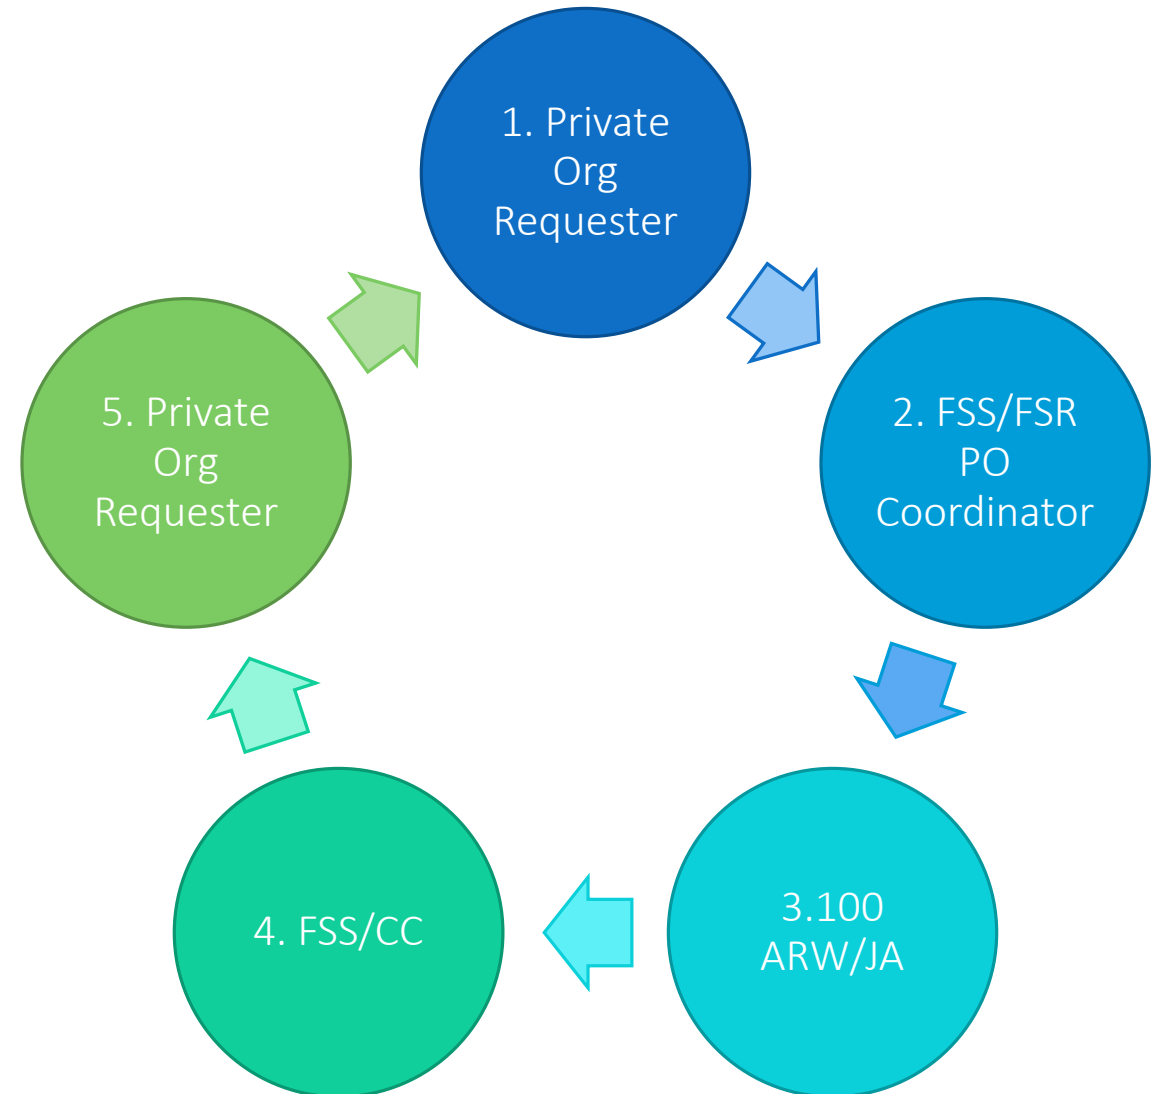 1. Private
Org
Requester
2. FSS/FSR
PO
Coordinator
3.100
ARW/JA
4. FSS/CC
5. Private
Org
Requester